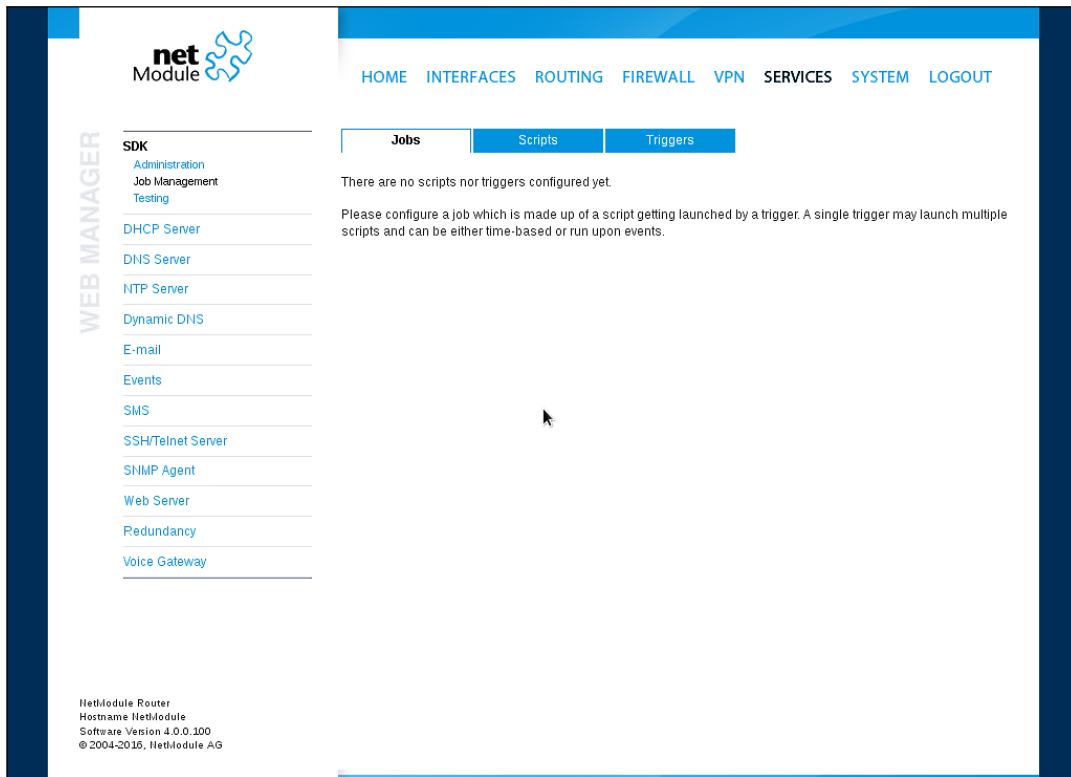 net
Module
HOME INTERFACES ROUTING FIREWALL VPN SERVICES SYSTEM LOGOUT
WEB MANAGER
SDK
Administration
Job Management
Testing
DHCP Server
DNS Server
NTP Server
Dynamic DNS
E-mail
Events
SMS
SSH/Telnet Server
SNMP Agent
Web Server
Redundancy
Voice Gateway
Jobs Scripts Triggers
There are no scripts nor triggers configured yet.
Please configure a job which is made up of a script getting launched by a trigger. A single trigger may launch multiple
scripts and can be either time-based or run upon events.
NetModule Router
Hostname NetModule
Software Version 4.0.0.100
© 2004-2016, NetModule AG